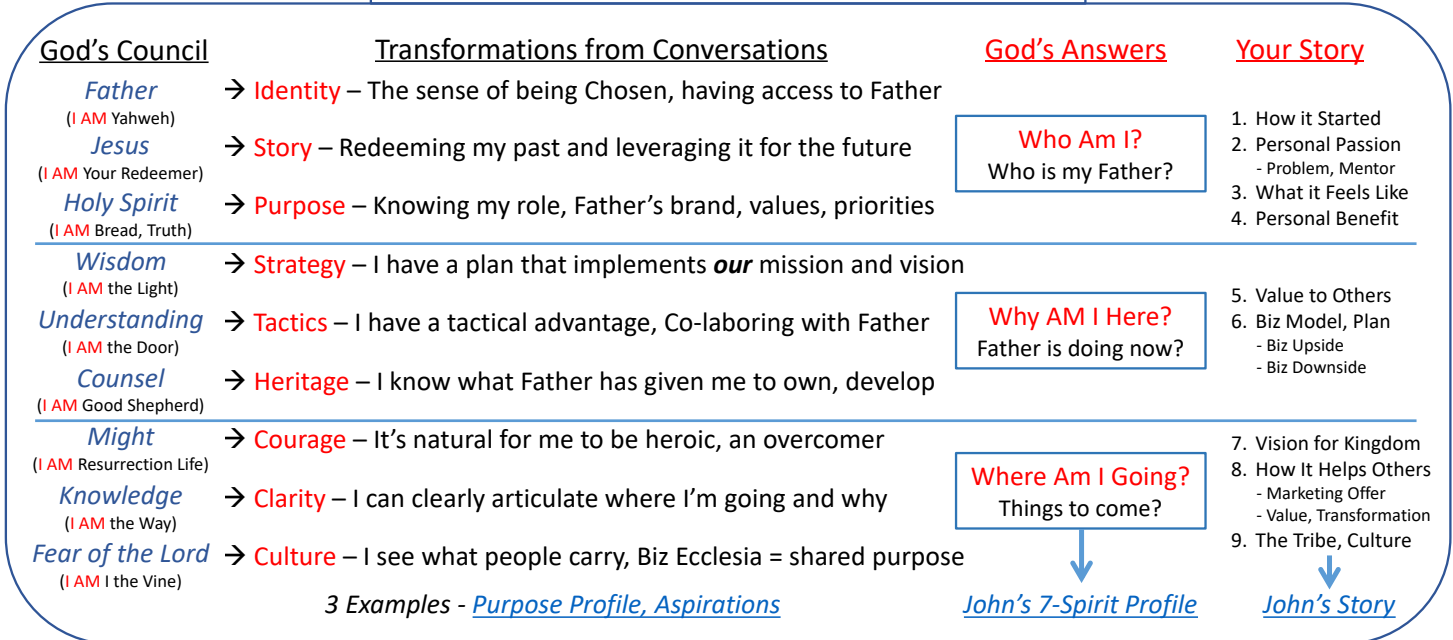 God's Council
Transformations from Conversations
God's Answers
Your Story
Father
(I AM Yahweh)
→ Identity – The sense of being Chosen, having access to Father
Jesus
(I AM Your Redeemer)
→ Story – Redeeming my past and leveraging it for the future
Holy Spirit
(I AM Bread, Truth)
→ Purpose – Knowing my role, Father's brand, values, priorities
Who Am I?
Who is my Father?
1. How it Started
2. Personal Passion
- Problem, Mentor
3. What it Feels Like
4. Personal Benefit
Wisdom
(I AM the Light)
→ Strategy – I have a plan that implements our mission and vision
Understanding
(I AM the Door)
→ Tactics – I have a tactical advantage, Co-laboring with Father
Counsel
(I AM Good Shepherd)
→ Heritage – I know what Father has given me to own, develop
Why AM I Here?
Father is doing now?
5. Value to Others
6. Biz Model, Plan
- Biz Upside
- Biz Downside
Might
(I AM Resurrection Life)
→ Courage – It's natural for me to be heroic, an overcomer
Knowledge
(I AM the Way)
→ Clarity – I can clearly articulate where I'm going and why
Fear of the Lord
(I AM I the Vine)
→ Culture – I see what people carry, Biz Ecclesia = shared purpose
Where Am I Going?
Things to come?
7. Vision for Kingdom
8. How It Helps Others
- Marketing Offer
- Value, Transformation
9. The Tribe, Culture
3 Examples - Purpose Profile, Aspirations
John's 7-Spirit Profile
John's Story